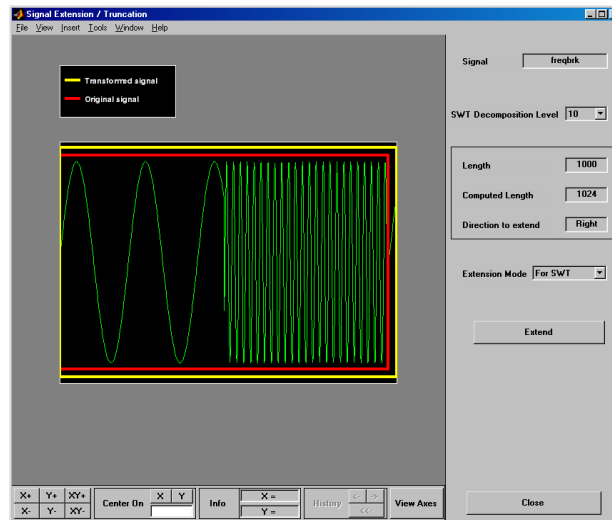 Signal Extension / Truncation
File View Insert Tools Window Help
Transformed signal
Original signal
Signal freqbrk
SWT Decomposition Level 10
Length 1000
Computed Length 1024
Direction to extend Right
Extension Mode For SWT
Extend
X+ Y+ XY+
X- Y- XY-
Center On X Y
Info X =
Y =
History <- ->
<<-
View Axes
Close